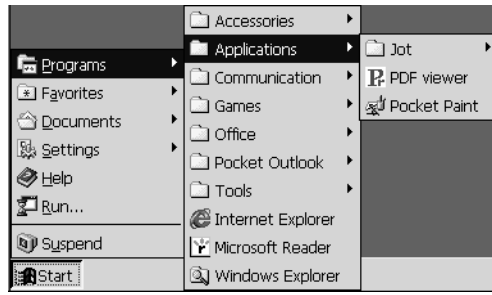 Programs
Favorites
Documents
Settings
Help
Run...
Suspend
Start
Accessories
Applications
Communication
Games
Office
Pocket Outlook
Tools
Internet Explorer
Microsoft Reader
Windows Explorer
Jot
PDF viewer
Pocket Paint